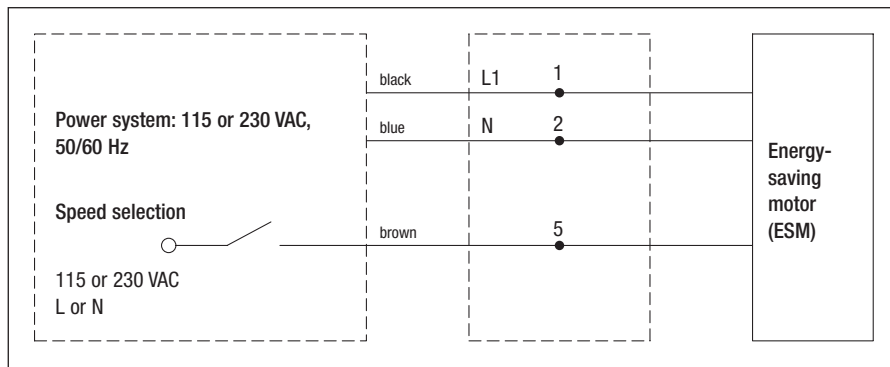 black L1 1
Power system: 115 or 230 VAC,
50/60 Hz
blue N 2
Energy-
saving
motor
(ESM)
Speed selection
brown 5
115 or 230 VAC
L or N